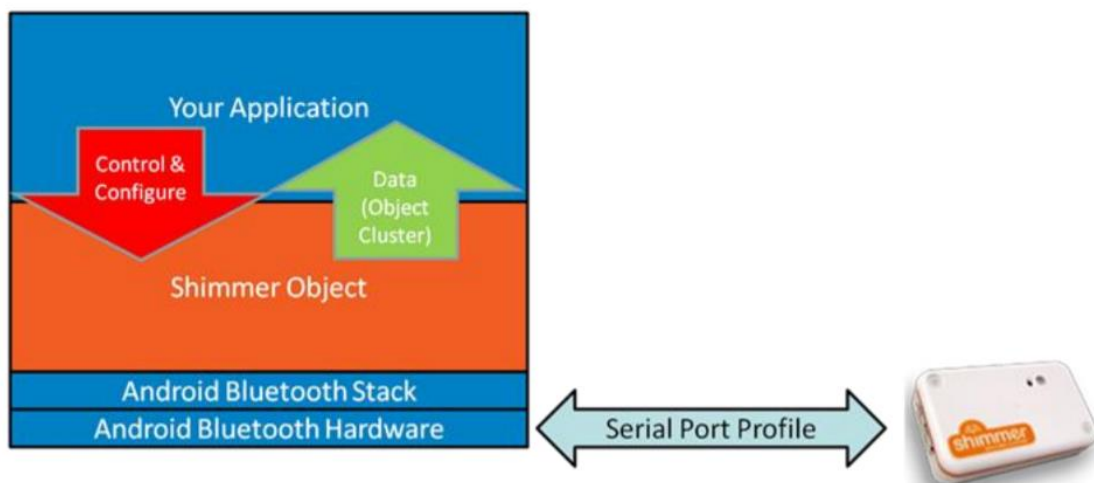 Your Application
Control &
Configure
Data
(Object
Cluster)
Shimmer Object
Android Bluetooth Stack
Android Bluetooth Hardware
Serial Port Profile
shimmer